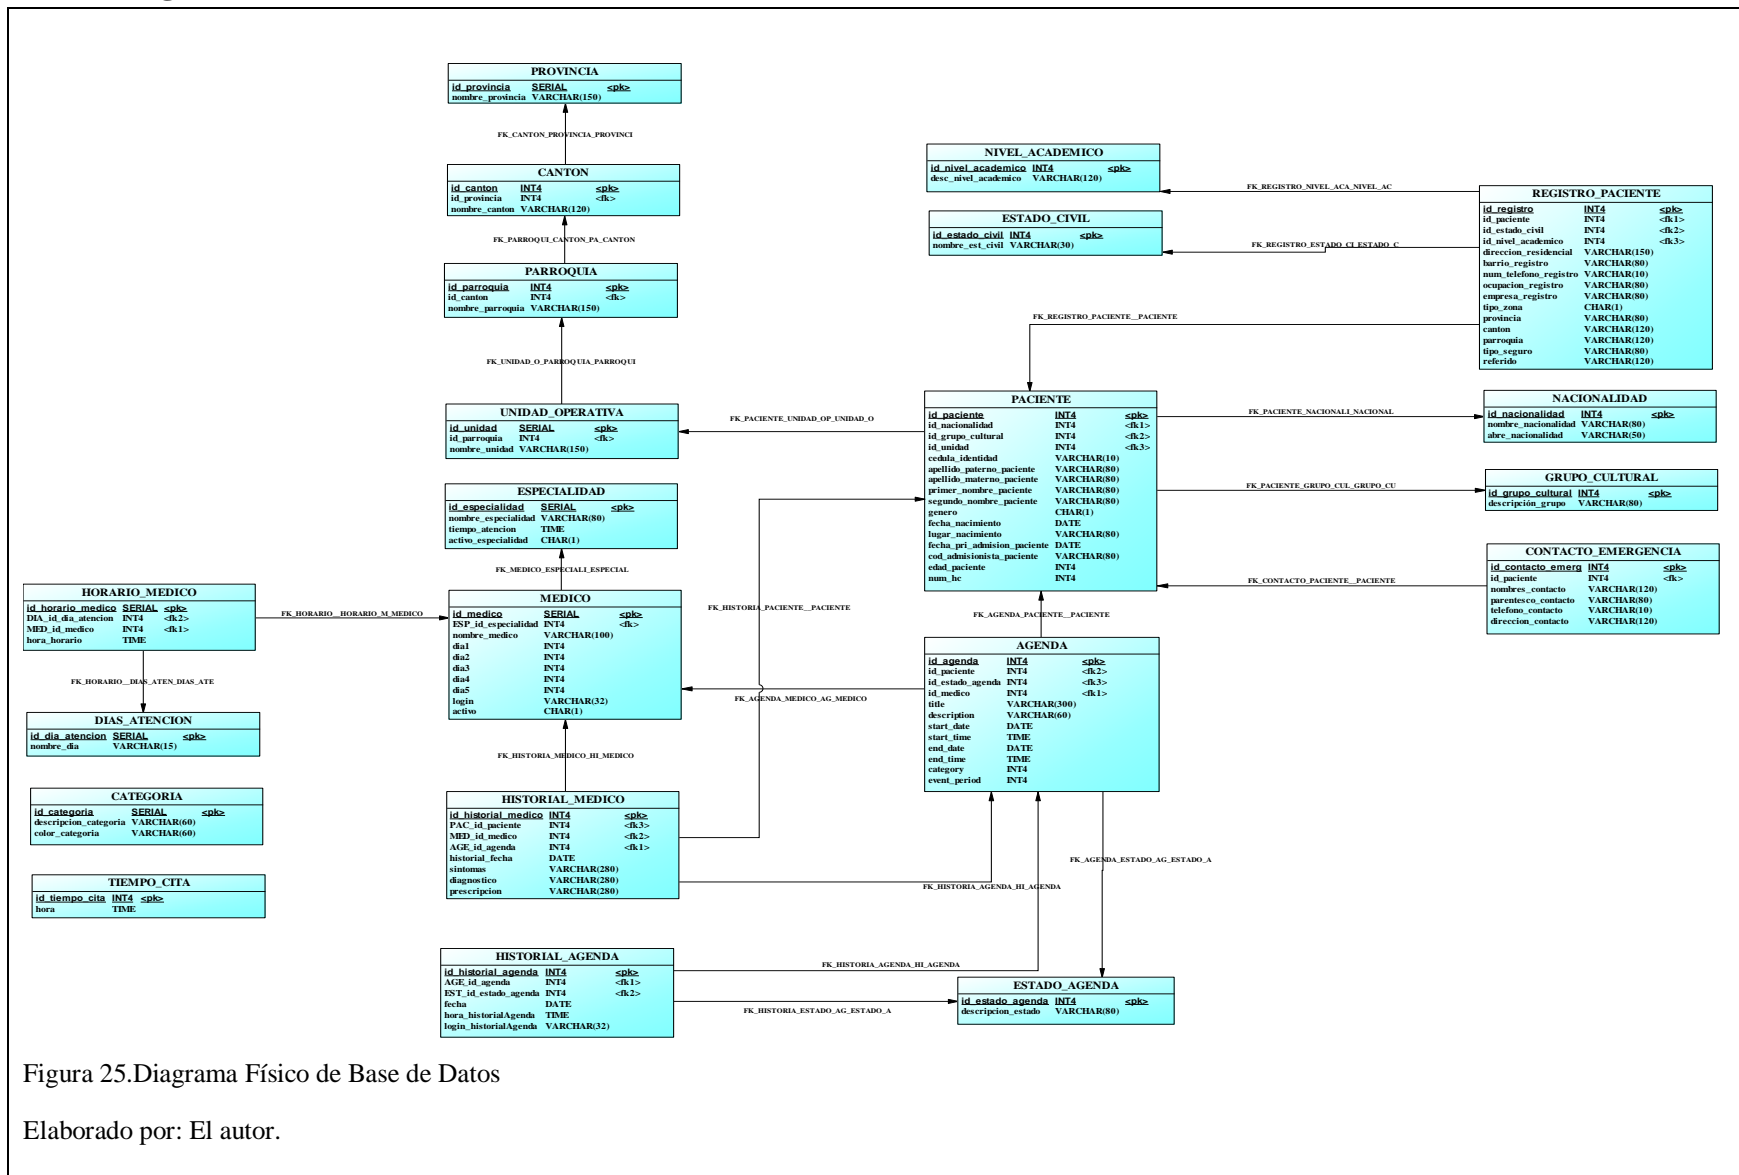 PROVINCIA
id_provincia SERIAL <pk>
nombre_provincia VARCHAR(150)
FK_CANTON_PROVINCIA_PROVINCI
CANTON
id_canton INT4 <pk>
id_provincia INT4 <fk>
nombre_canton VARCHAR(120)
FK_PARROQUI_CANTON_PA_CANTON
PARROQUIA
id_parroquia INT4 <pk>
id_canton INT4 <fk>
nombre_parroquia VARCHAR(150)
FK_UNIDAD_O_PARROQUIA_PARROQUI
UNIDAD_OPERATIVA
id_unidad SERIAL <pk>
id_parroquia INT4 <fk>
nombre_unidad VARCHAR(150)
FK_PACIENTE_UNIDAD_OP_UNIDAD_O
ESPECIALIDAD
id_especialidad SERIAL <pk>
nombre_especialidad VARCHAR(80)
tiempo_atencion TIME
activo_especialidad CHAR(1)
FK_MEDICO_ESPECIALI_ESPECIAL
HORARIO_MEDICO
id_horario_medico SERIAL <pk>
DIA_id_dia_atencion INT4 <fk2>
MED_id_medico INT4 <fk1>
hora_horario TIME
FK_HORARIO__HORARIO_M_MEDICO
FK_HORARIO__DIAS_ATEN_DIAS_ATE
DIAS_ATENCION
id_dia_atencion SERIAL <pk>
nombre_dia VARCHAR(15)
CATEGORIA
id_categoria SERIAL <pk>
descripcion_categoria VARCHAR(60)
color_categoria VARCHAR(60)
TIEMPO_CITA
id_tiempo_cita INT4 <pk>
hora TIME
MEDICO
id_medico SERIAL <pk>
ESP_id_especialidad INT4 <fk>
nombre_medico VARCHAR(100)
dia1 INT4
dia2 INT4
dia3 INT4
dia4 INT4
dia5 INT4
login VARCHAR(32)
activo CHAR(1)
FK_HISTORIA_MEDICO_HI_MEDICO
HISTORIAL_MEDICO
id_historial_medico INT4 <pk>
PAC_id_paciente INT4 <fk3>
MED_id_medico INT4 <fk2>
AGE_id_agenda INT4 <fk1>
historial_fecha DATE
sintomas VARCHAR(280)
diagnostico VARCHAR(280)
prescripcion VARCHAR(280)
FK_HISTORIA_PACIENTE__PACIENTE
FK_AGENDA_MEDICO_AG_MEDICO
FK_HISTORIA_AGENDA_HI_AGENDA
HISTORIAL_AGENDA
id_historial_agenda INT4 <pk>
AGE_id_agenda INT4 <fk1>
EST_id_estado_agenda INT4 <fk2>
fecha DATE
hora_historialAgenda TIME
login_historialAgenda VARCHAR(32)
FK_HISTORIA_AGENDA_HI_AGENDA
FK_HISTORIA_ESTADO_AG_ESTADO_A
NIVEL_ACADEMICO
id_nivel_academico INT4 <pk>
desc_nivel_academico VARCHAR(120)
FK_REGISTRO_NIVEL_ACA_NIVEL_AC
ESTADO_CIVIL
id_estado_civil INT4 <pk>
nombre_est_civil VARCHAR(30)
FK_REGISTRO_ESTADO_CI_ESTADO_C
FK_REGISTRO_PACIENTE__PACIENTE
REGISTRO_PACIENTE
id_registro INT4 <pk>
id_paciente INT4 <fk1>
id_estado_civil INT4 <fk2>
id_nivel_academico INT4 <fk3>
direccion_residencial VARCHAR(150)
barrio_registro VARCHAR(80)
num_telefono_registro VARCHAR(10)
ocupacion_registro VARCHAR(80)
empresa_registro VARCHAR(80)
tipo_zona CHAR(1)
provincia VARCHAR(80)
canton VARCHAR(120)
parroquia VARCHAR(120)
tipo_seguro VARCHAR(80)
referido VARCHAR(120)
PACIENTE
id_paciente INT4 <pk>
id_nacionalidad INT4 <fk1>
id_grupo_cultural INT4 <fk2>
id_unidad INT4 <fk3>
cedula_identidad VARCHAR(10)
apellido_paterno_paciente VARCHAR(80)
apellido_materno_paciente VARCHAR(80)
primer_nombre_paciente VARCHAR(80)
segundo_nombre_paciente VARCHAR(80)
genero CHAR(1)
fecha_nacimiento DATE
lugar_nacimiento VARCHAR(80)
fecha_pri_admision_paciente DATE
cod_admisionista_paciente VARCHAR(80)
edad_paciente INT4
num_hc INT4
FK_PACIENTE_NACIONALI_NACIONAL
NACIONALIDAD
id_nacionalidad INT4 <pk>
nombre_nacionalidad VARCHAR(80)
abre_nacionalidad VARCHAR(50)
FK_PACIENTE_GRUPO_CUL_GRUPO_CU
GRUPO_CULTURAL
id_grupo_cultural INT4 <pk>
descripción_grupo VARCHAR(80)
FK_CONTACTO_PACIENTE__PACIENTE
CONTACTO_EMERGENCIA
id_contacto_emerg INT4 <pk>
id_paciente INT4 <fk>
nombres_contacto VARCHAR(120)
parentesco_contacto VARCHAR(80)
telefono_contacto VARCHAR(10)
direccion_contacto VARCHAR(120)
FK_AGENDA_PACIENTE__PACIENTE
AGENDA
id_agenda INT4 <pk>
id_paciente INT4 <fk2>
id_estado_agenda INT4 <fk3>
id_medico INT4 <fk1>
title VARCHAR(300)
description VARCHAR(60)
start_date DATE
start_time TIME
end_date DATE
end_time TIME
category INT4
event_period INT4
FK_AGENDA_ESTADO_AG_ESTADO_A
ESTADO_AGENDA
id_estado_agenda INT4 <pk>
descripcion_estado VARCHAR(80)
Figura 25.Diagrama Físico de Base de Datos
Elaborado por: El autor.